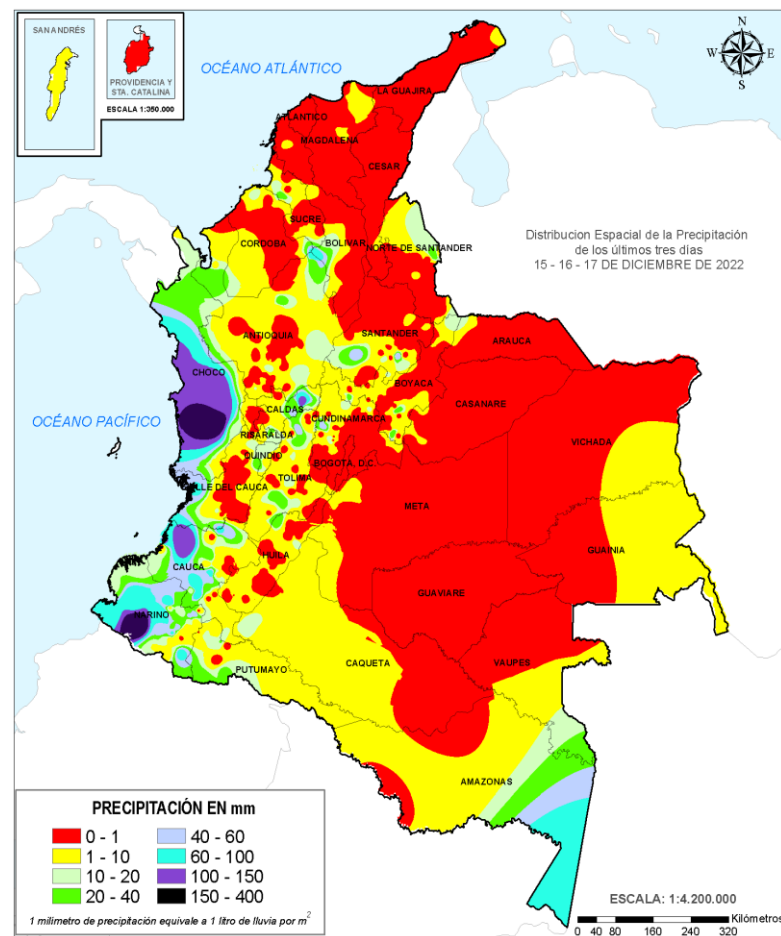 SAN ANDRÉS
PROVIDENCIA Y
STA. CATALINA
ESCALA 1:350.000
OCÉANO ATLÁNTICO
N
W E
S
LA GUAJIRA
ATLANTICO
MAGDALENA
CESAR
SUCRE
CORDOBA
BOLIVAR
NORTE DE SANTANDER
Distribucion Espacial de la Precipitación
de los últimos tres días
15 - 16 - 17 DE DICIEMBRE DE 2022
ANTIOQUIA
SANTANDER
ARAUCA
CHOCO
BOYACA
CASANARE
OCÉANO PACÍFICO
CALDAS
CUNDINAMARCA
RISARALDA
VICHADA
QUINDIO
BOGOTA, D.C.
TOLIMA
VALLE DEL CAUCA
META
GUAINIA
HUILA
CAUCA
GUAVIARE
NARIÑO
CAQUETA
VAUPES
PUTUMAYO
AMAZONAS
PRECIPITACIÓN EN mm
0 - 1 40 - 60
1 - 10 60 - 100
10 - 20 100 - 150
20 - 40 150 - 400
1 milimetro de precipitación equivale a 1 litro de lluvia por m²
ESCALA: 1:4.200.000
Kilómetros
0 40 80 160 240 320